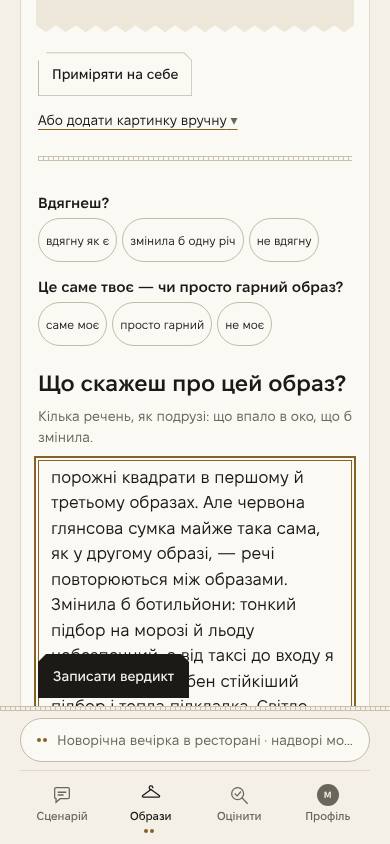 Приміряти на себе
Або додати картинку вручну ▾
Вдягнеш?
вдягну як є
змінила б одну річ
не вдягну
Це саме твоє — чи просто гарний образ?
саме моє
просто гарний
не моє
Що скажеш про цей образ?
Кілька речень, як подрузі: що впало в око, що б
змінила.
порожні квадрати в першому й
третьому образах. Але червона
глянсова сумка майже така сама,
як у другому образі, — речі
повторюються між образами.
Змінила б ботильйони: тонкий
підбор на морозі й льоду
від таксі до входу я
Записати вердикт
стійкіший
Новорічна вечірка в ресторані · надворі мо...
Сценарій
Образи
Оцінити
М
Профіль